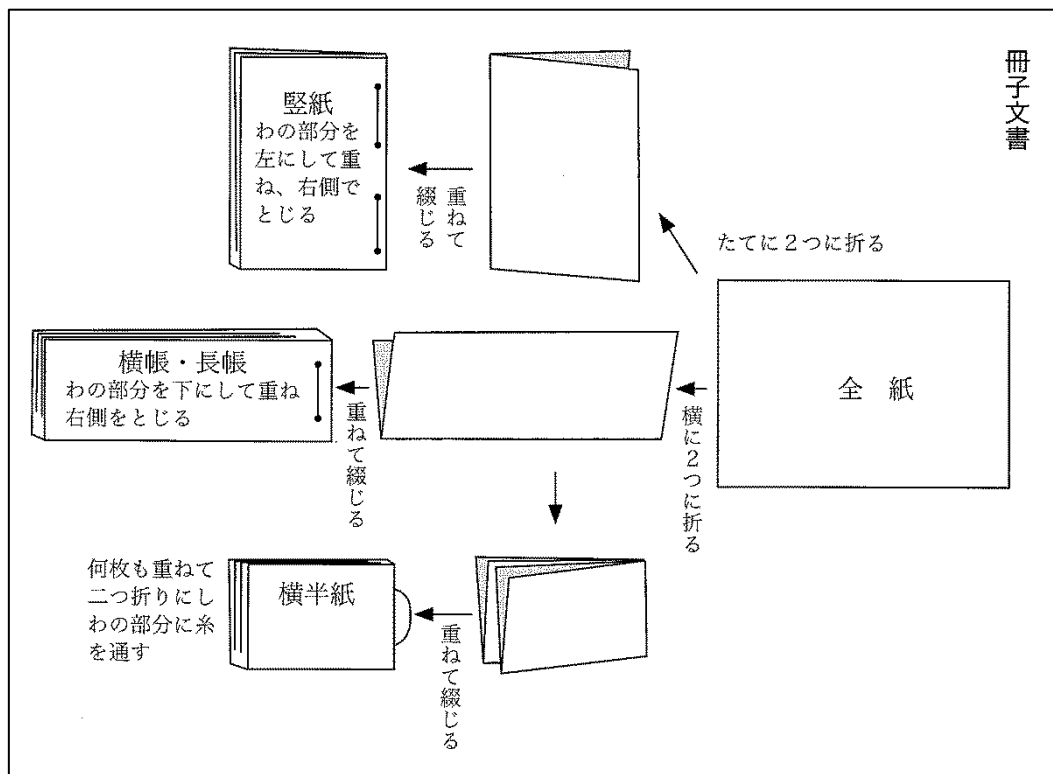 冊子文書
全　紙
たてに２つに折る
重ねて
綴じる
竪紙
わの部分を
左にして重
ね、右側で
とじる
横に２つに折る
重ねて綴じる
横帳・長帳
わの部分を下にして重ね
右側をとじる
重ねて綴じる
横半紙
何枚も重ねて
二つ折りにし
わの部分に糸
を通す